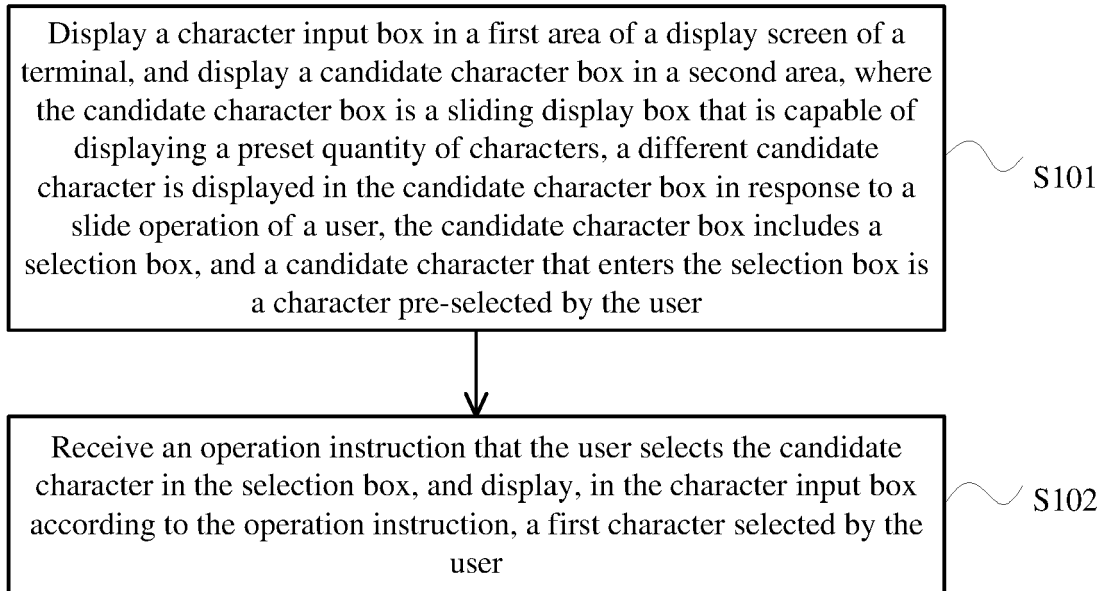 Display a character input box in a first area of a display screen of a
terminal, and display a candidate character box in a second area, where
the candidate character box is a sliding display box that is capable of
displaying a preset quantity of characters, a different candidate
character is displayed in the candidate character box in response to a
slide operation of a user, the candidate character box includes a
selection box, and a candidate character that enters the selection box is
a character pre-selected by the user
S101
Receive an operation instruction that the user selects the candidate
character in the selection box, and display, in the character input box
according to the operation instruction, a first character selected by the
user
S102